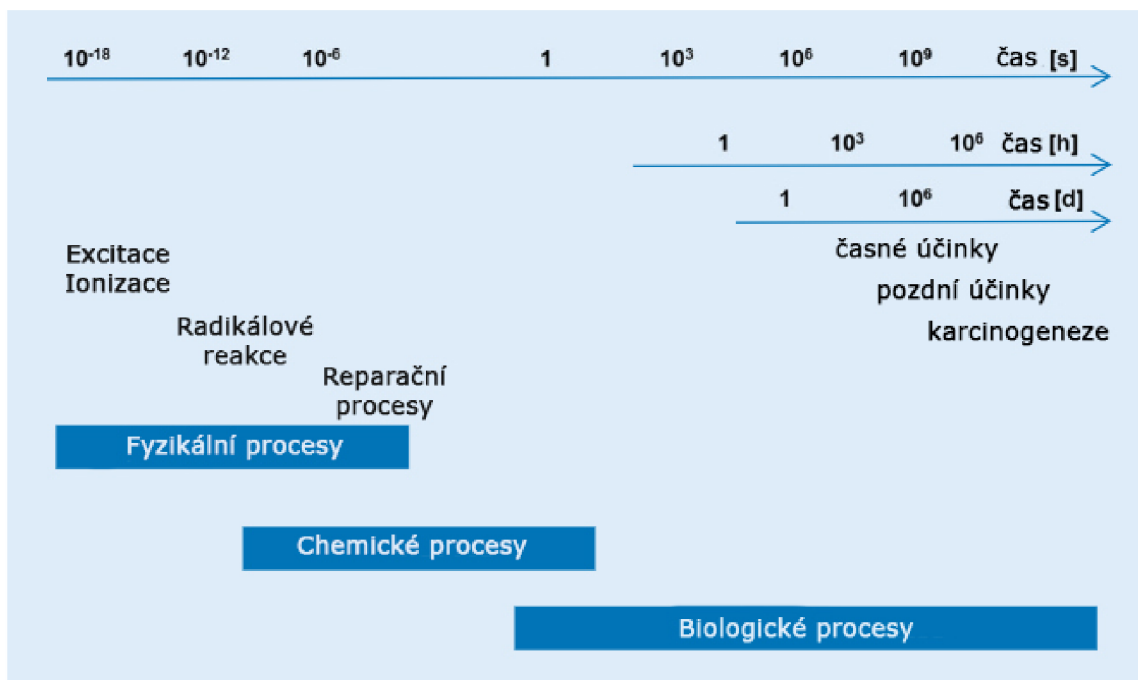 10⁻¹⁸ 10⁻¹² 10⁻⁶ 1 10³ 10⁶ 10⁹ čas [s]
1 10³ 10⁶ čas [h]
1 10⁶ čas [d]
Excitace
Ionizace
časné účinky
pozdní účinky
karcinogeneze
Radikálové
reakce
Reparační
procesy
Fyzikální procesy
Chemické procesy
Biologické procesy